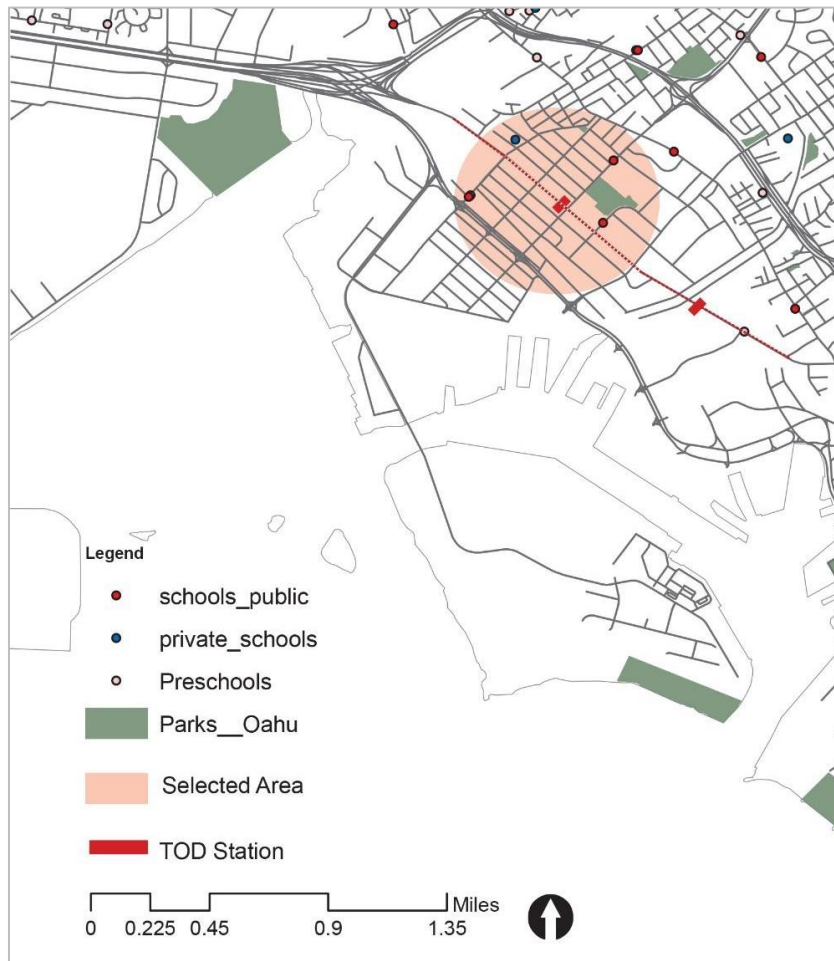 Legend
schools_public
private_schools
Preschools
Parks__Oahu
Selected Area
TOD Station
Miles
0 0.225 0.45 0.9 1.35